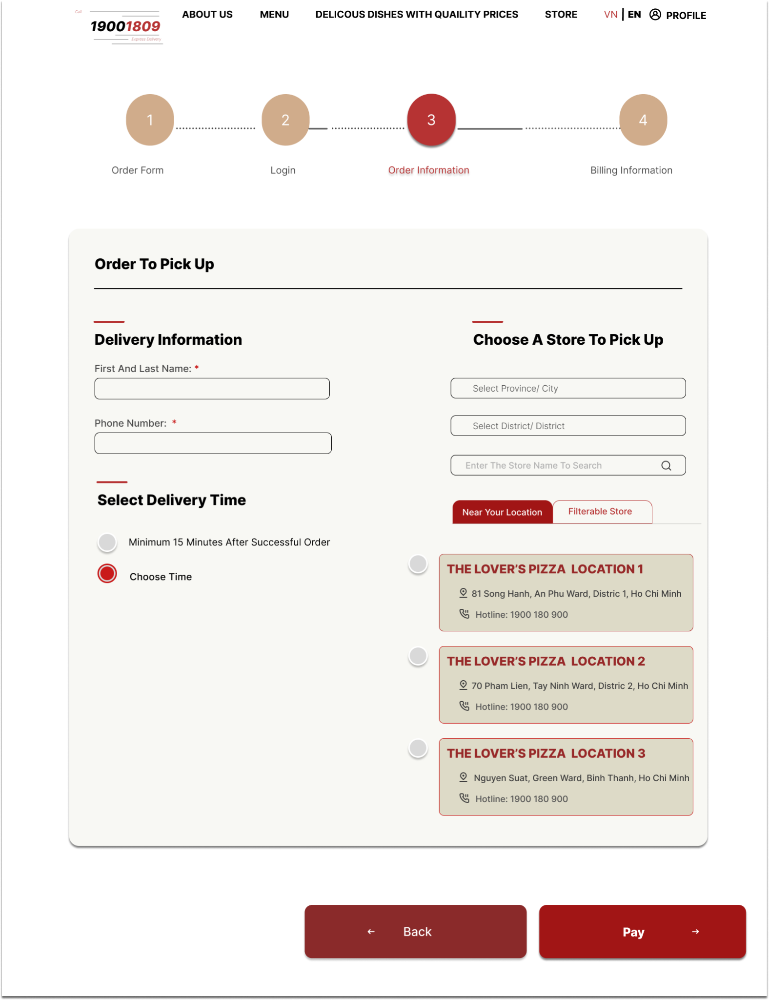 Call
19001809
Express Delivery
ABOUT US
MENU
DELICOUS DISHES WITH QUAILITY PRICES
STORE
VN | EN
PROFILE
1
2
3
4
Order Form
Login
Order Information
Billing Information
Order To Pick Up
Delivery Information
First And Last Name: *
Phone Number: *
Select Delivery Time
Minimum 15 Minutes After Successful Order
Choose Time
Choose A Store To Pick Up
Select Province/ City
Select District/ District
Enter The Store Name To Search
Near Your Location
Filterable Store
THE LOVER’S PIZZA LOCATION 1
81 Song Hanh, An Phu Ward, Distric 1, Ho Chi Minh
Hotline: 1900 180 900
THE LOVER’S PIZZA LOCATION 2
70 Pham Lien, Tay Ninh Ward, Distric 2, Ho Chi Minh
Hotline: 1900 180 900
THE LOVER’S PIZZA LOCATION 3
Nguyen Suat, Green Ward, Binh Thanh, Ho Chi Minh
Hotline: 1900 180 900
← Back
Pay →